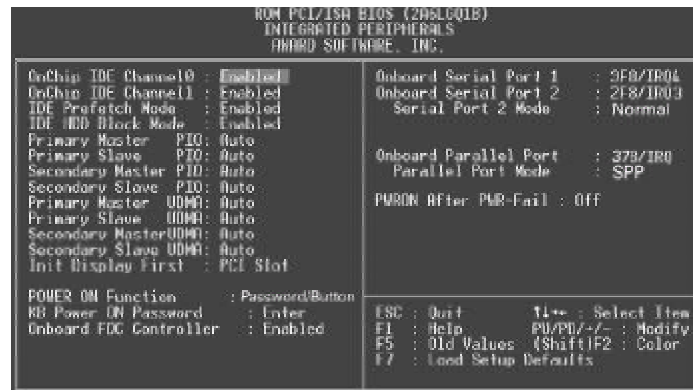 ROM PCI/ISA BIOS (2A6LGQ1B)
INTEGRATED PERIPHERALS
AWARD SOFTWARE, INC.
OnChip IDE Channel0 : Enabled
OnChip IDE Channel1 : Enabled
IDE Prefetch Mode : Enabled
IDE HDD Block Mode : Enabled
Primary Master PIO: Auto
Primary Slave PIO: Auto
Secondary Master PIO: Auto
Secondary Slave PIO: Auto
Primary Master UDMA: Auto
Primary Slave UDMA: Auto
Secondary MasterUDMA: Auto
Secondary Slave UDMA: Auto
Init Display First : PCI Slot
POWER ON Function : Password/Button
KB Power ON Password : Enter
Onboard FDC Controller : Enabled
Onboard Serial Port 1 : 3F8/IRQ4
Onboard Serial Port 2 : 2F8/IRQ3
Serial Port 2 Mode : Normal
Onboard Parallel Port : 378/IRQ
Parallel Port Mode : SPP
PWRON After PWR-Fail : Off
ESC : Quit ↑↓→← : Select Item
F1 : Help PU/PD/+/- : Modify
F5 : Old Values (Shift)F2 : Color
F7 : Load Setup Defaults